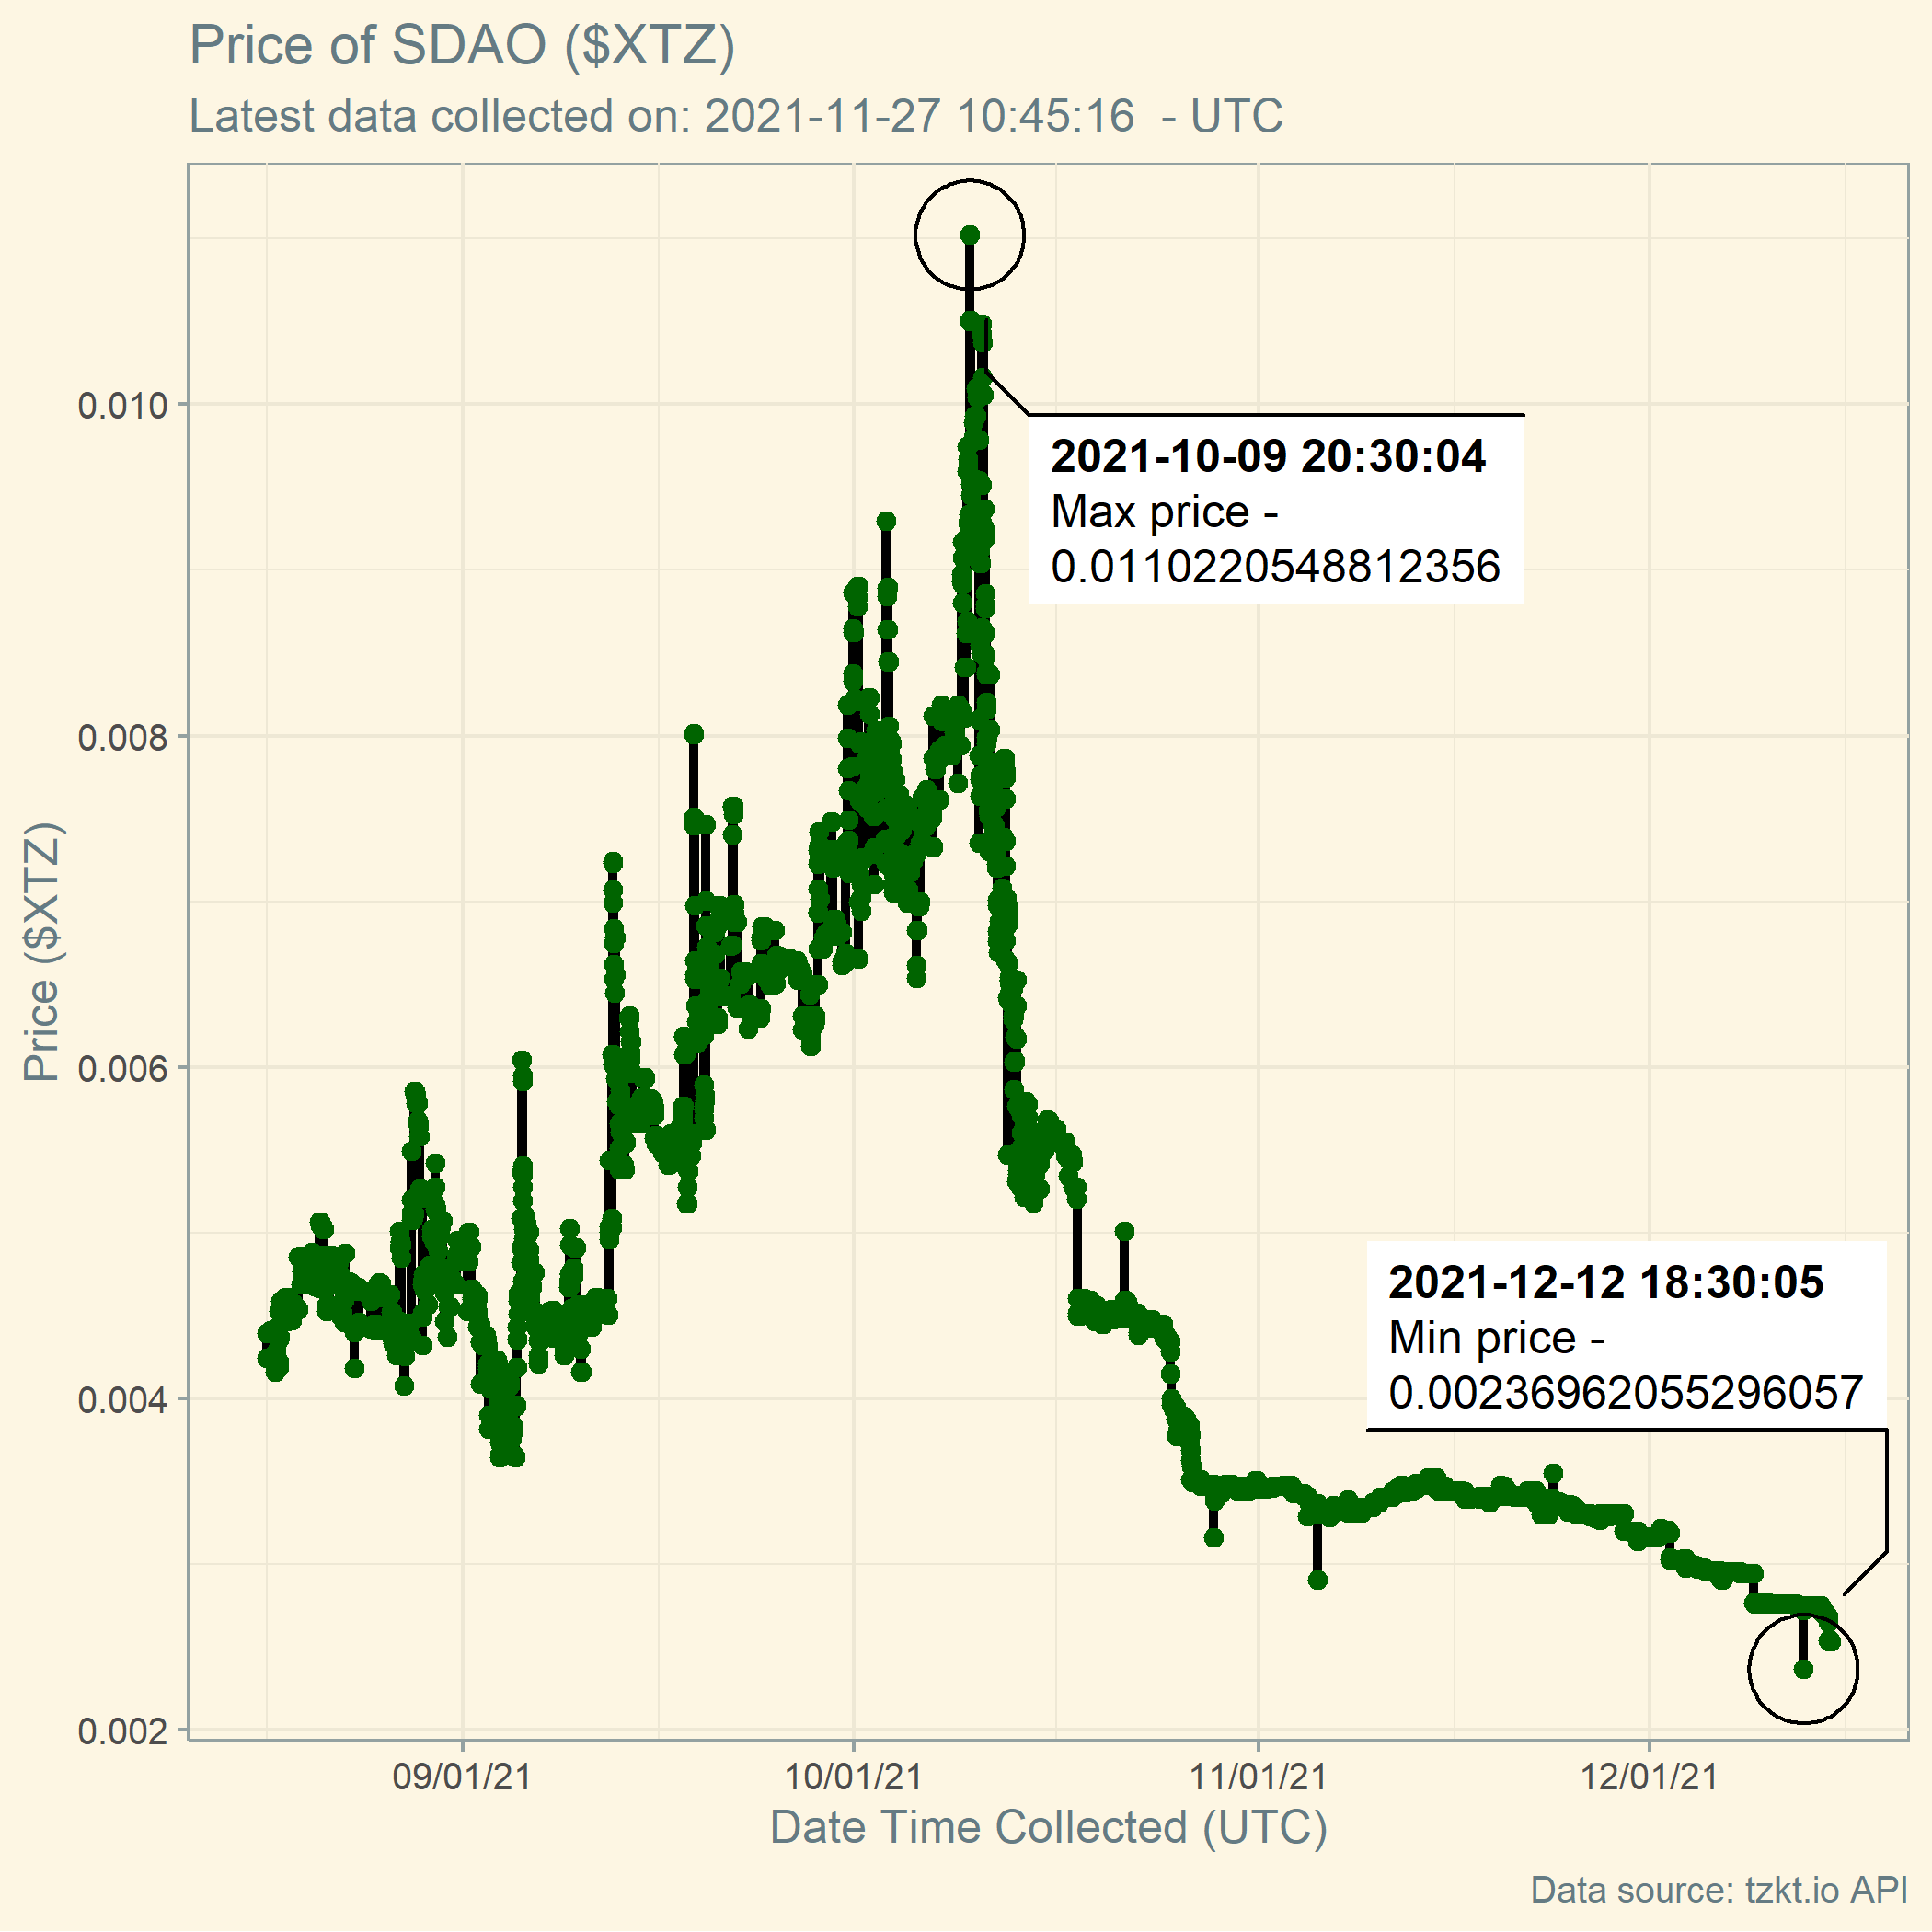 Price of SDAO ($XTZ)
Latest data collected on: 2021-11-27 10:45:16  - UTC
2021-10-09 20:30:04
Max price -
0.0110220548812356
2021-12-12 18:30:05
Min price -
0.00236962055296057
0.010
0.008
0.006
0.004
0.002
Price ($XTZ)
09/01/21 10/01/21 11/01/21 12/01/21
Date Time Collected (UTC)
Data source: tzkt.io API